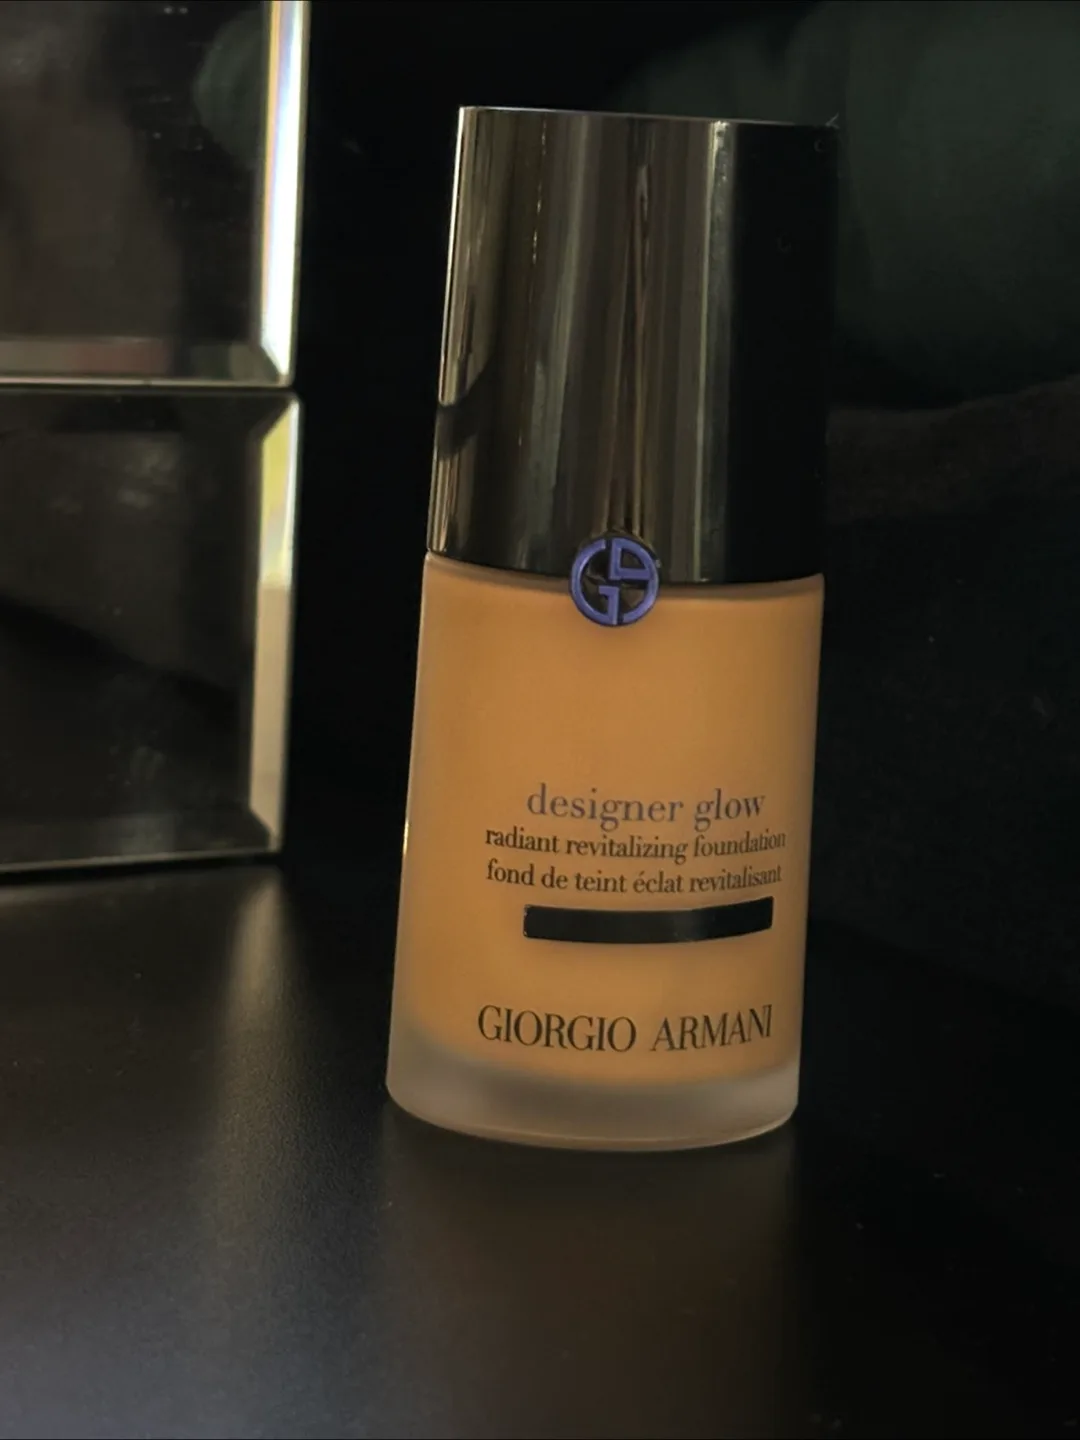 designer glow
radiant revitalizing foundation
fond de teint éclat revitalisant
GIORGIO ARMANI